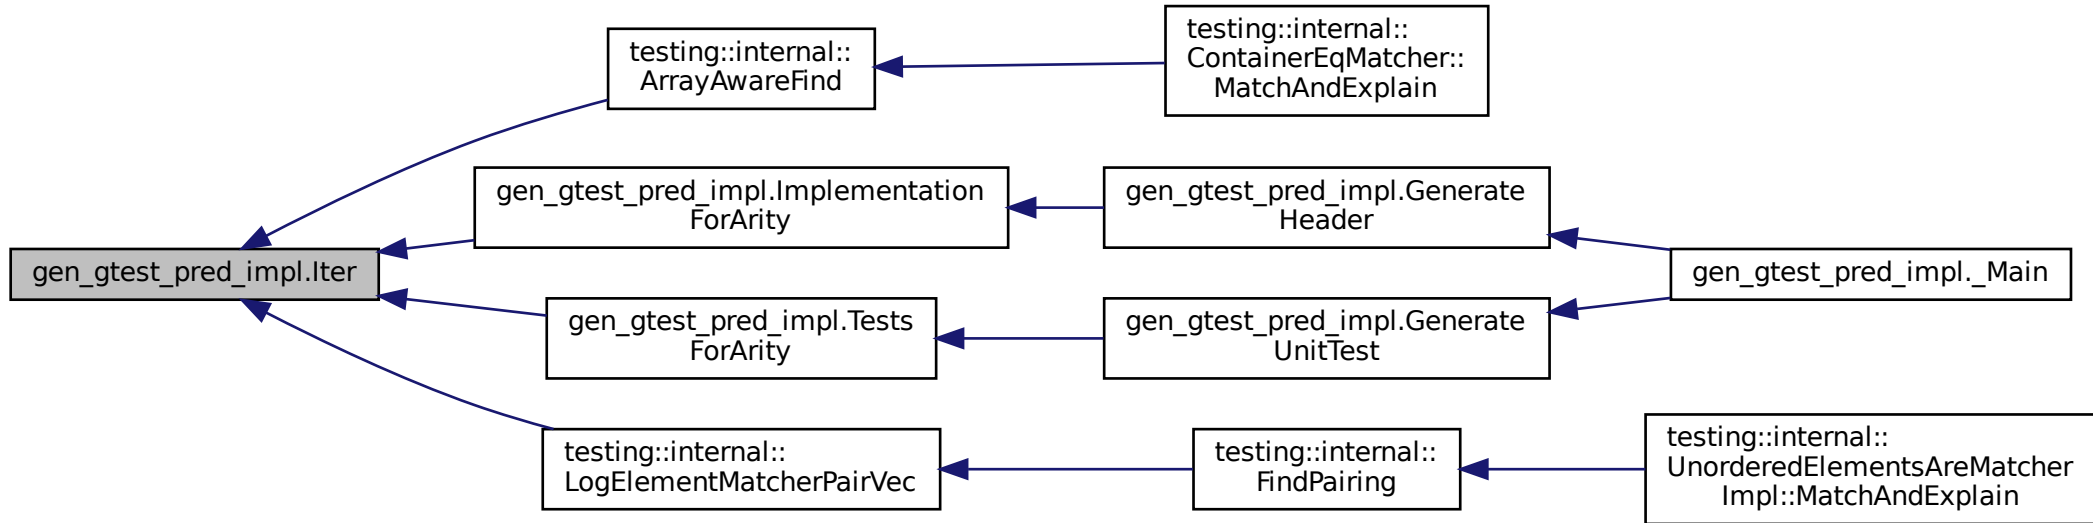 testing::internal::
ArrayAwareFind
testing::internal::
ContainerEqMatcher::
MatchAndExplain
gen_gtest_pred_impl.Implementation
ForArity
gen_gtest_pred_impl.Generate
Header
gen_gtest_pred_impl.Iter
gen_gtest_pred_impl._Main
gen_gtest_pred_impl.Tests
ForArity
gen_gtest_pred_impl.Generate
UnitTest
testing::internal::
LogElementMatcherPairVec
testing::internal::
FindPairing
testing::internal::
UnorderedElementsAreMatcher
Impl::MatchAndExplain